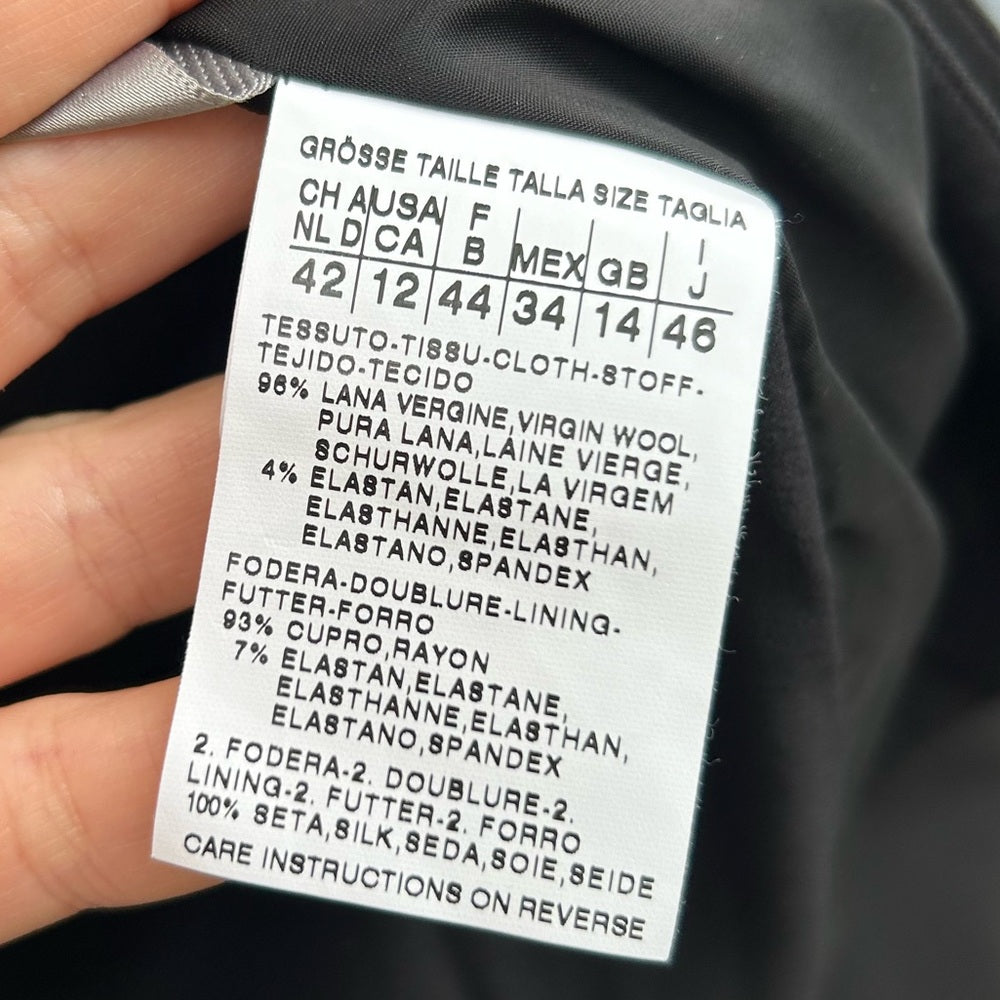 GRÖSSE TAILLE TALLA SIZE TAGLIA
CH A USA F MEX GB I
NL D CA B J
42 12 44 34 14 46
TESSUTO-TISSU-CLOTH-STOFF-
TEJIDO-TECIDO
96% LANA VERGINE,VIRGIN WOOL,
PURA LANA,LAINE VIERGE,
SCHURWOLLE,LA VIRGEM
4% ELASTAN,ELASTANE,
ELASTHANNE,ELASTHAN,
ELASTANO,SPANDEX
FODERA-DOUBLURE-LINING-
FUTTER-FORRO
93% CUPRO,RAYON
7% ELASTAN,ELASTANE,
ELASTHANNE,ELASTHAN,
ELASTANO,SPANDEX
2. FODERA-2. DOUBLURE-2.
LINING-2. FUTTER-2. FORRO
100% SETA,SILK,SEDA,SOIE,SEIDE
CARE INSTRUCTIONS ON REVERSE